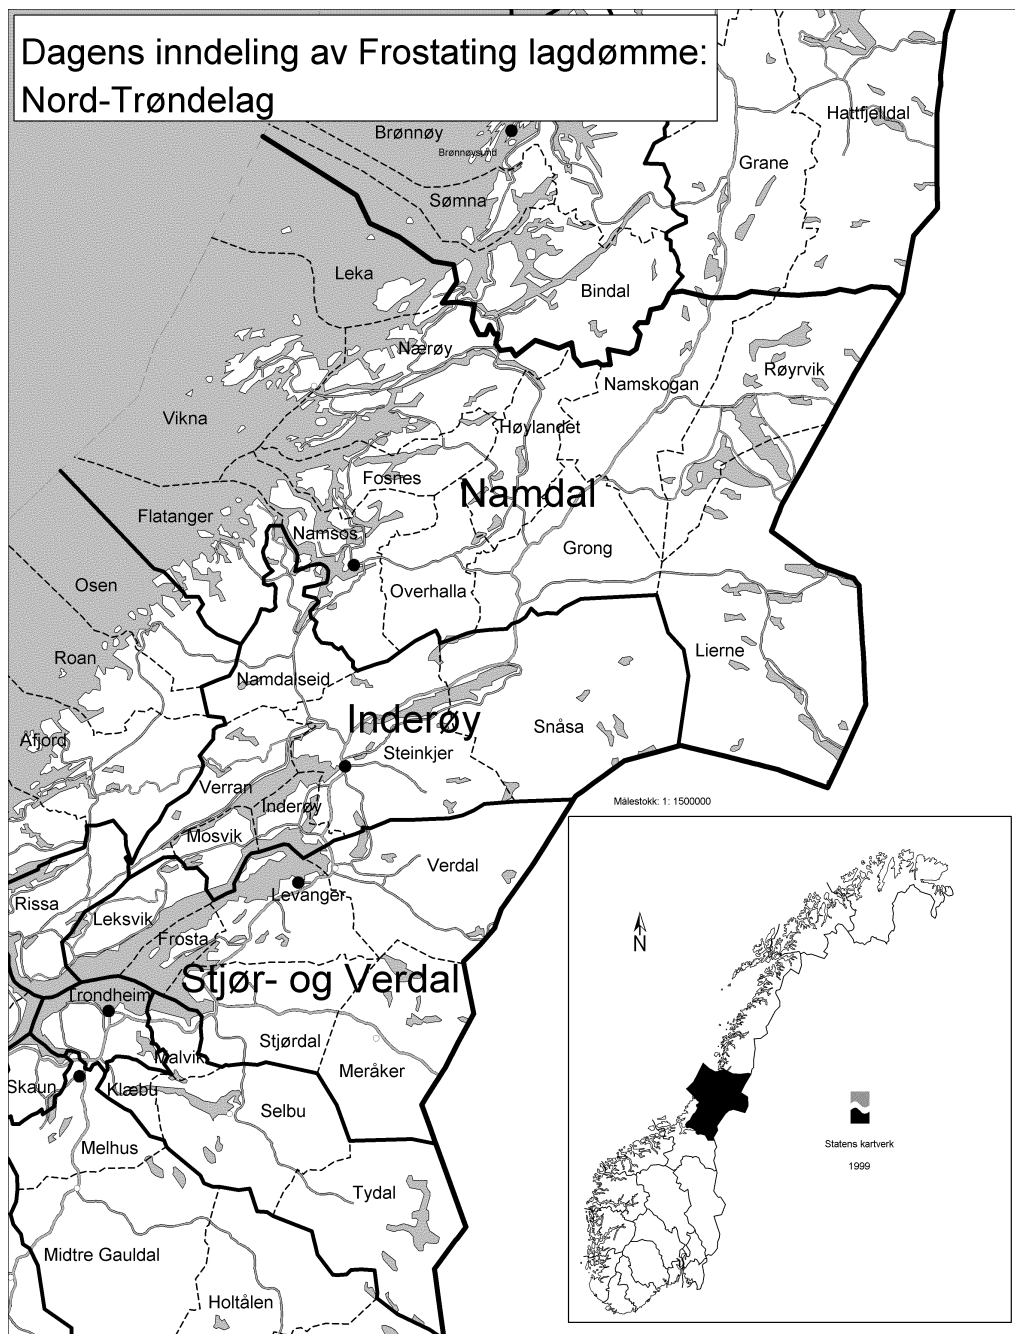 Dagens inndeling av Frostating lagdømme:
Nord-Trøndelag
Hattfjelldal
Brønnøy
Brønnøysund
Grane
Sømna
Leka
Bindal
Nærøy
Røyrvik
Namskogan
Vikna
Høylandet
Fosnes
Namdal
Flatanger
Namsos
Grong
Osen
Overhalla
Roan
Lierne
Namdalseid
Inderøy
Snåsa
Åfjord
Steinkjer
Verran
Målestokk: 1: 1500000
Inderøy
Mosvik
Verdal
Levanger
Rissa
Leksvik
Frosta
N
Stjør- og Verdal
Trondheim
Stjørdal
Malvik
Meråker
Skaun
Klæbu
Selbu
Melhus
Statens kartverk
1999
Tydal
Midtre Gauldal
Holtålen